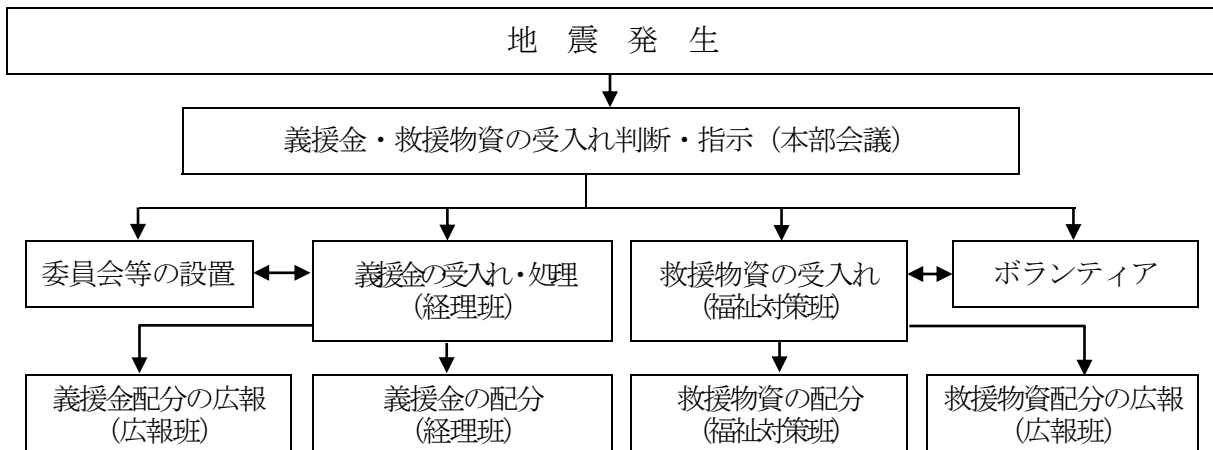 地　震　発　生
義援金・救援物資の受入れ判断・指示（本部会議）
委員会等の設置
義援金の受入れ・処理
（経理班）
救援物資の受入れ
（福祉対策班）
ボランティア
義援金配分の広報
（広報班）
義援金の配分
（経理班）
救援物資の配分
（福祉対策班）
救援物資配分の広報
（広報班）